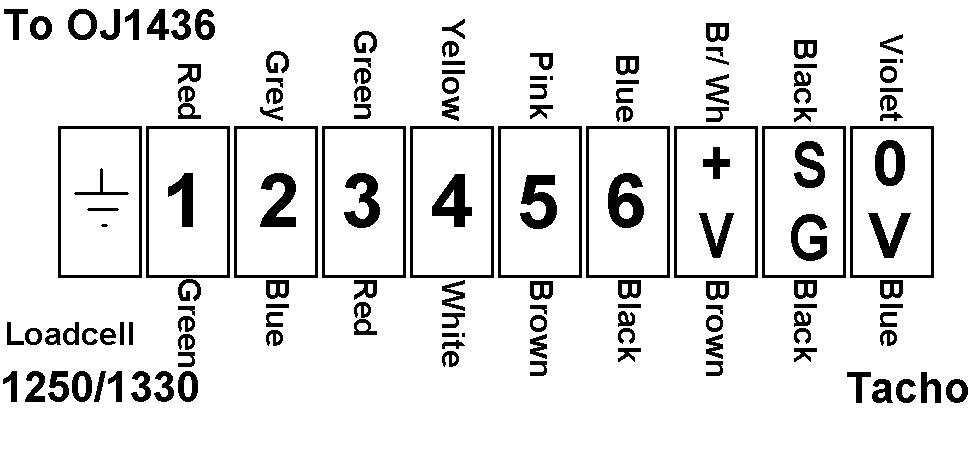 To OJ1436
Red Grey Green Yellow Pink Blue Br/ Wh Black Violet
1 2 3 4 5 6 + V S G 0 V
Green Blue Red White Brown Black Brown Black Blue
Loadcell
1250/1330
Tacho